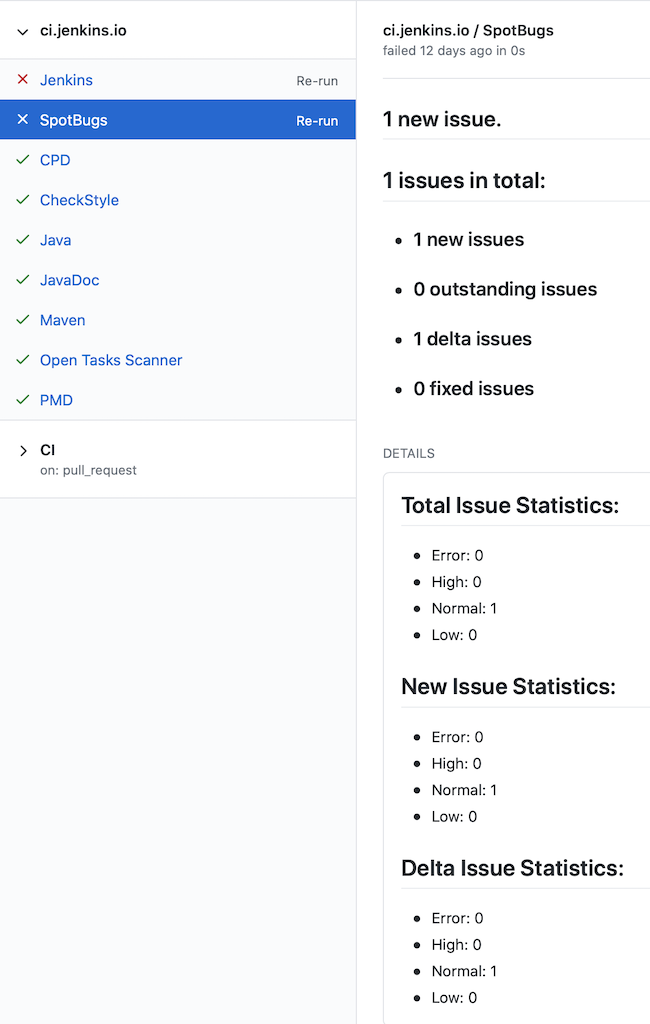 ci.jenkins.io
Jenkins Re-run
SpotBugs Re-run
CPD
CheckStyle
Java
JavaDoc
Maven
Open Tasks Scanner
PMD
CI
on: pull_request
ci.jenkins.io / SpotBugs
failed 12 days ago in 0s
1 new issue.
1 issues in total:
1 new issues
0 outstanding issues
1 delta issues
0 fixed issues
DETAILS
Total Issue Statistics:
Error: 0
High: 0
Normal: 1
Low: 0
New Issue Statistics:
Error: 0
High: 0
Normal: 1
Low: 0
Delta Issue Statistics:
Error: 0
High: 0
Normal: 1
Low: 0